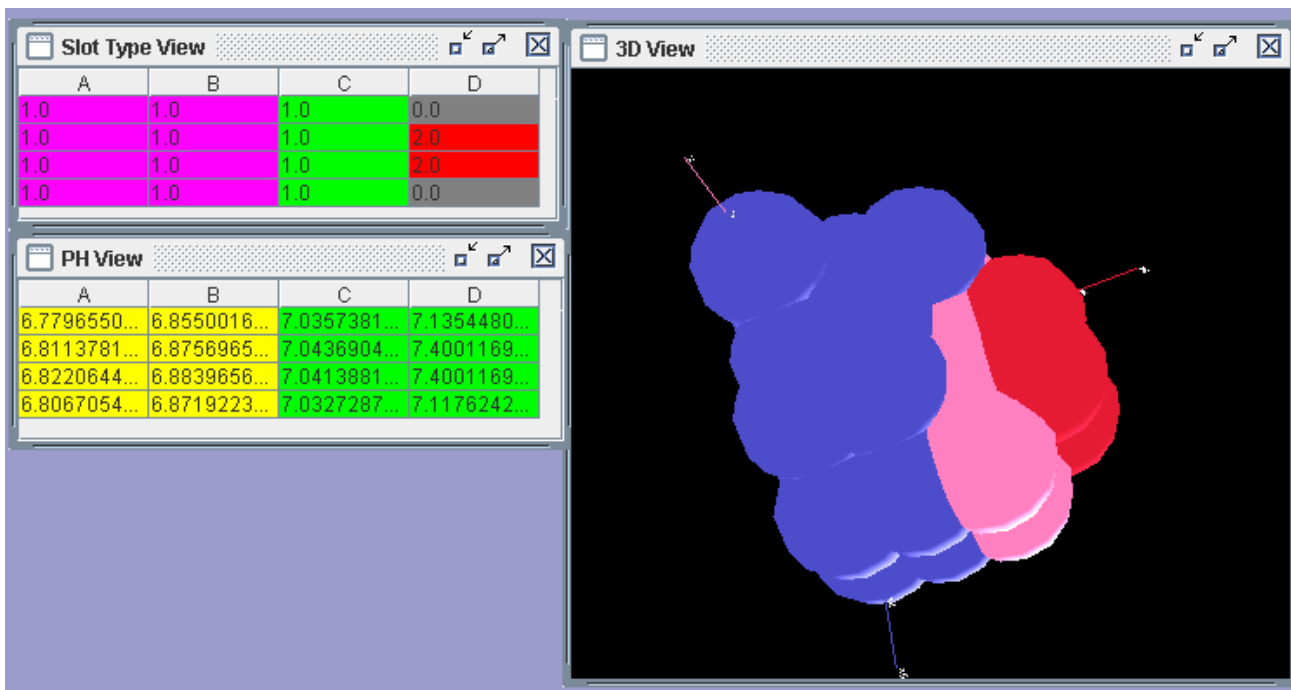 Slot Type View
A B C D
1.0 1.0 1.0 0.0
1.0 1.0 1.0 2.0
1.0 1.0 1.0 2.0
1.0 1.0 1.0 0.0
PH View
A B C D
6.7796550... 6.8550016... 7.0357381... 7.1354480...
6.8113781... 6.8756965... 7.0436904... 7.4001169...
6.8220644... 6.8839656... 7.0413881... 7.4001169...
6.8067054... 6.8719223... 7.0327287... 7.1176242...
3D View